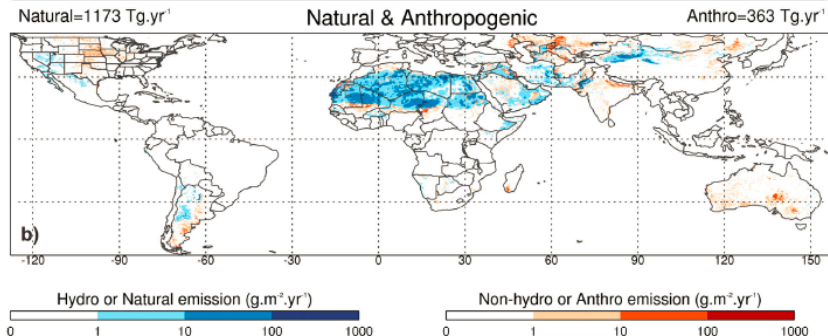 Natural=1173 Tg.yr⁻¹ Natural & Anthropogenic Anthro=363 Tg.yr⁻¹
b)
-120 -90 -60 -30 0 30 60 90 120 150
Hydro or Natural emission (g.m⁻².yr⁻¹) Non-hydro or Anthro emission (g.m⁻².yr⁻¹)
0 1 10 100 1000 0 1 10 100 1000